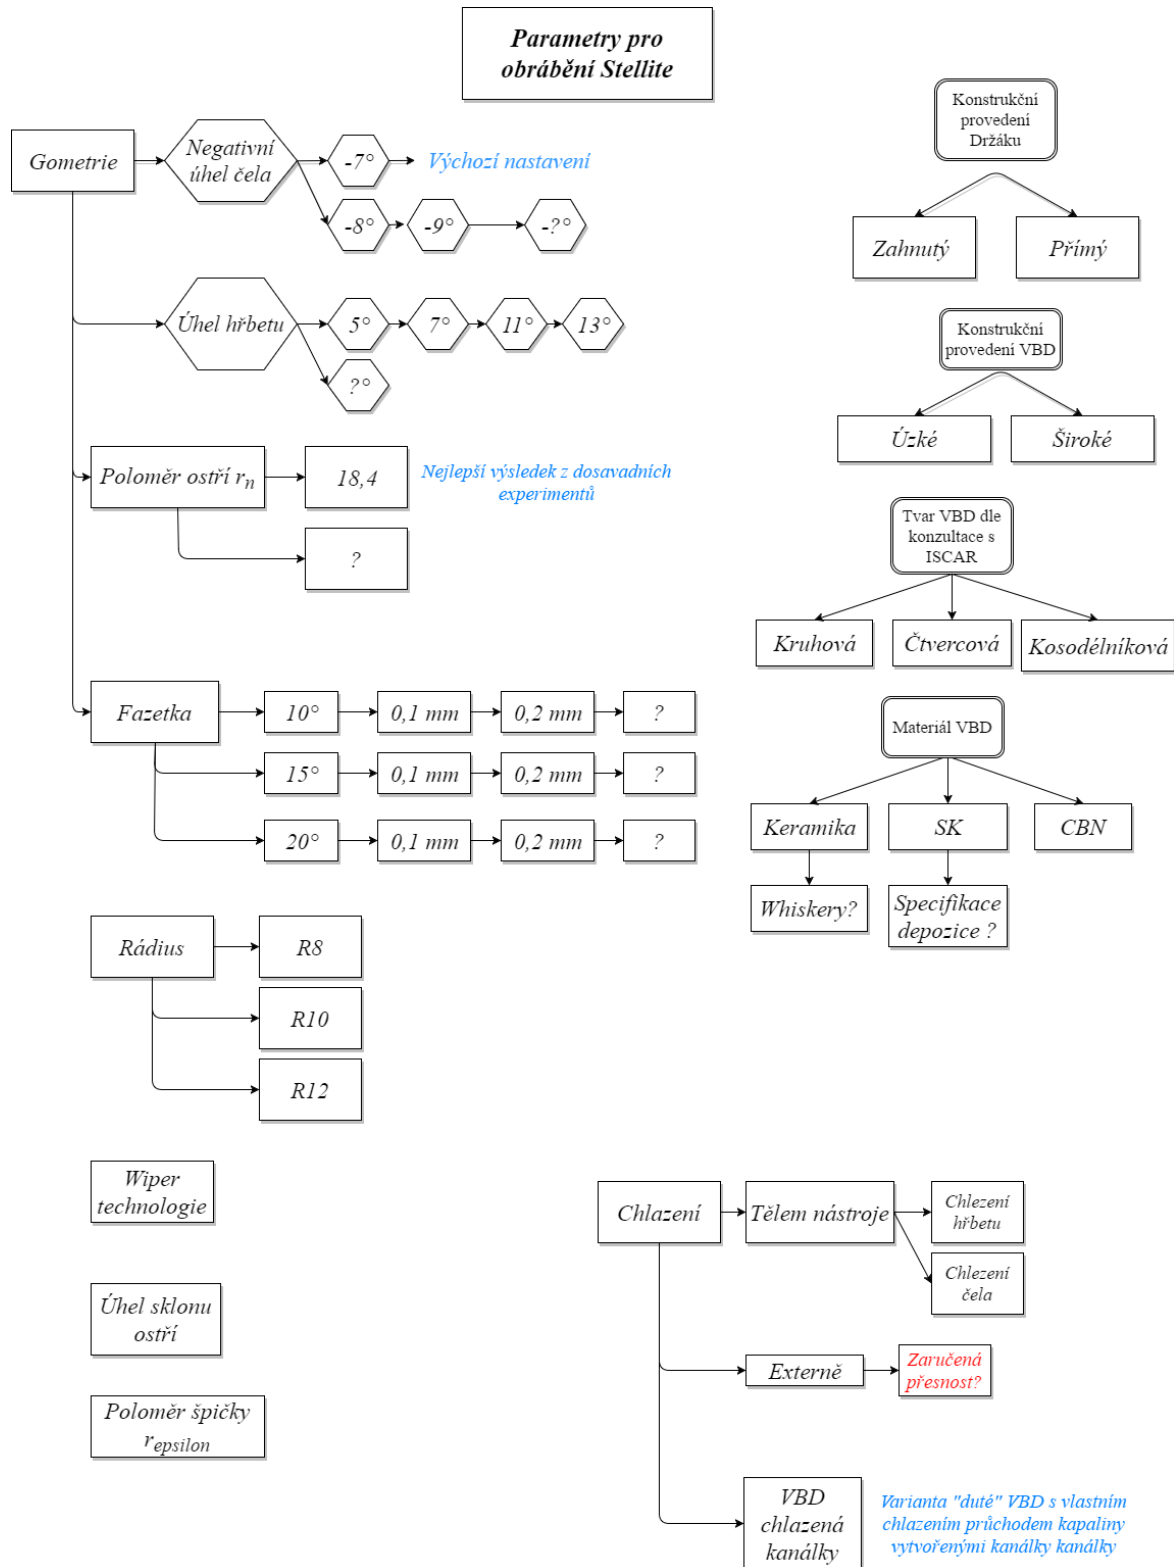 Parametry pro
obrábění Stellite
Gometrie
Negativní
úhel čela
-7°
Výchozí nastavení
-8°
-9°
-?°
Úhel hřbetu
5°
7°
11°
13°
?°
Poloměr ostří rn
18,4
Nejlepší výsledek z dosavadních
experimentů
?
Fazetka
10°
0,1 mm
0,2 mm
?
15°
0,1 mm
0,2 mm
?
20°
0,1 mm
0,2 mm
?
Rádius
R8
R10
R12
Wiper
technologie
Úhel sklonu
ostří
Poloměr špičky
repsilon
Konstrukční
provedení
Držáku
Zahnutý
Přímý
Konstrukční
provedení VBD
Úzké
Široké
Tvar VBD dle
konzultace s
ISCAR
Kruhová
Čtvercová
Kosodélníková
Materiál VBD
Keramika
SK
CBN
Whiskery?
Specifikace
depozice ?
Chlazení
Tělem nástroje
Chlezení
hřbetu
Chlezení
čela
Externě
Zaručená
přesnost?
VBD
chlazená
kanálky
Varianta "duté" VBD s vlastním
chlazením průchodem kapaliny
vytvořenými kanálky kanálky